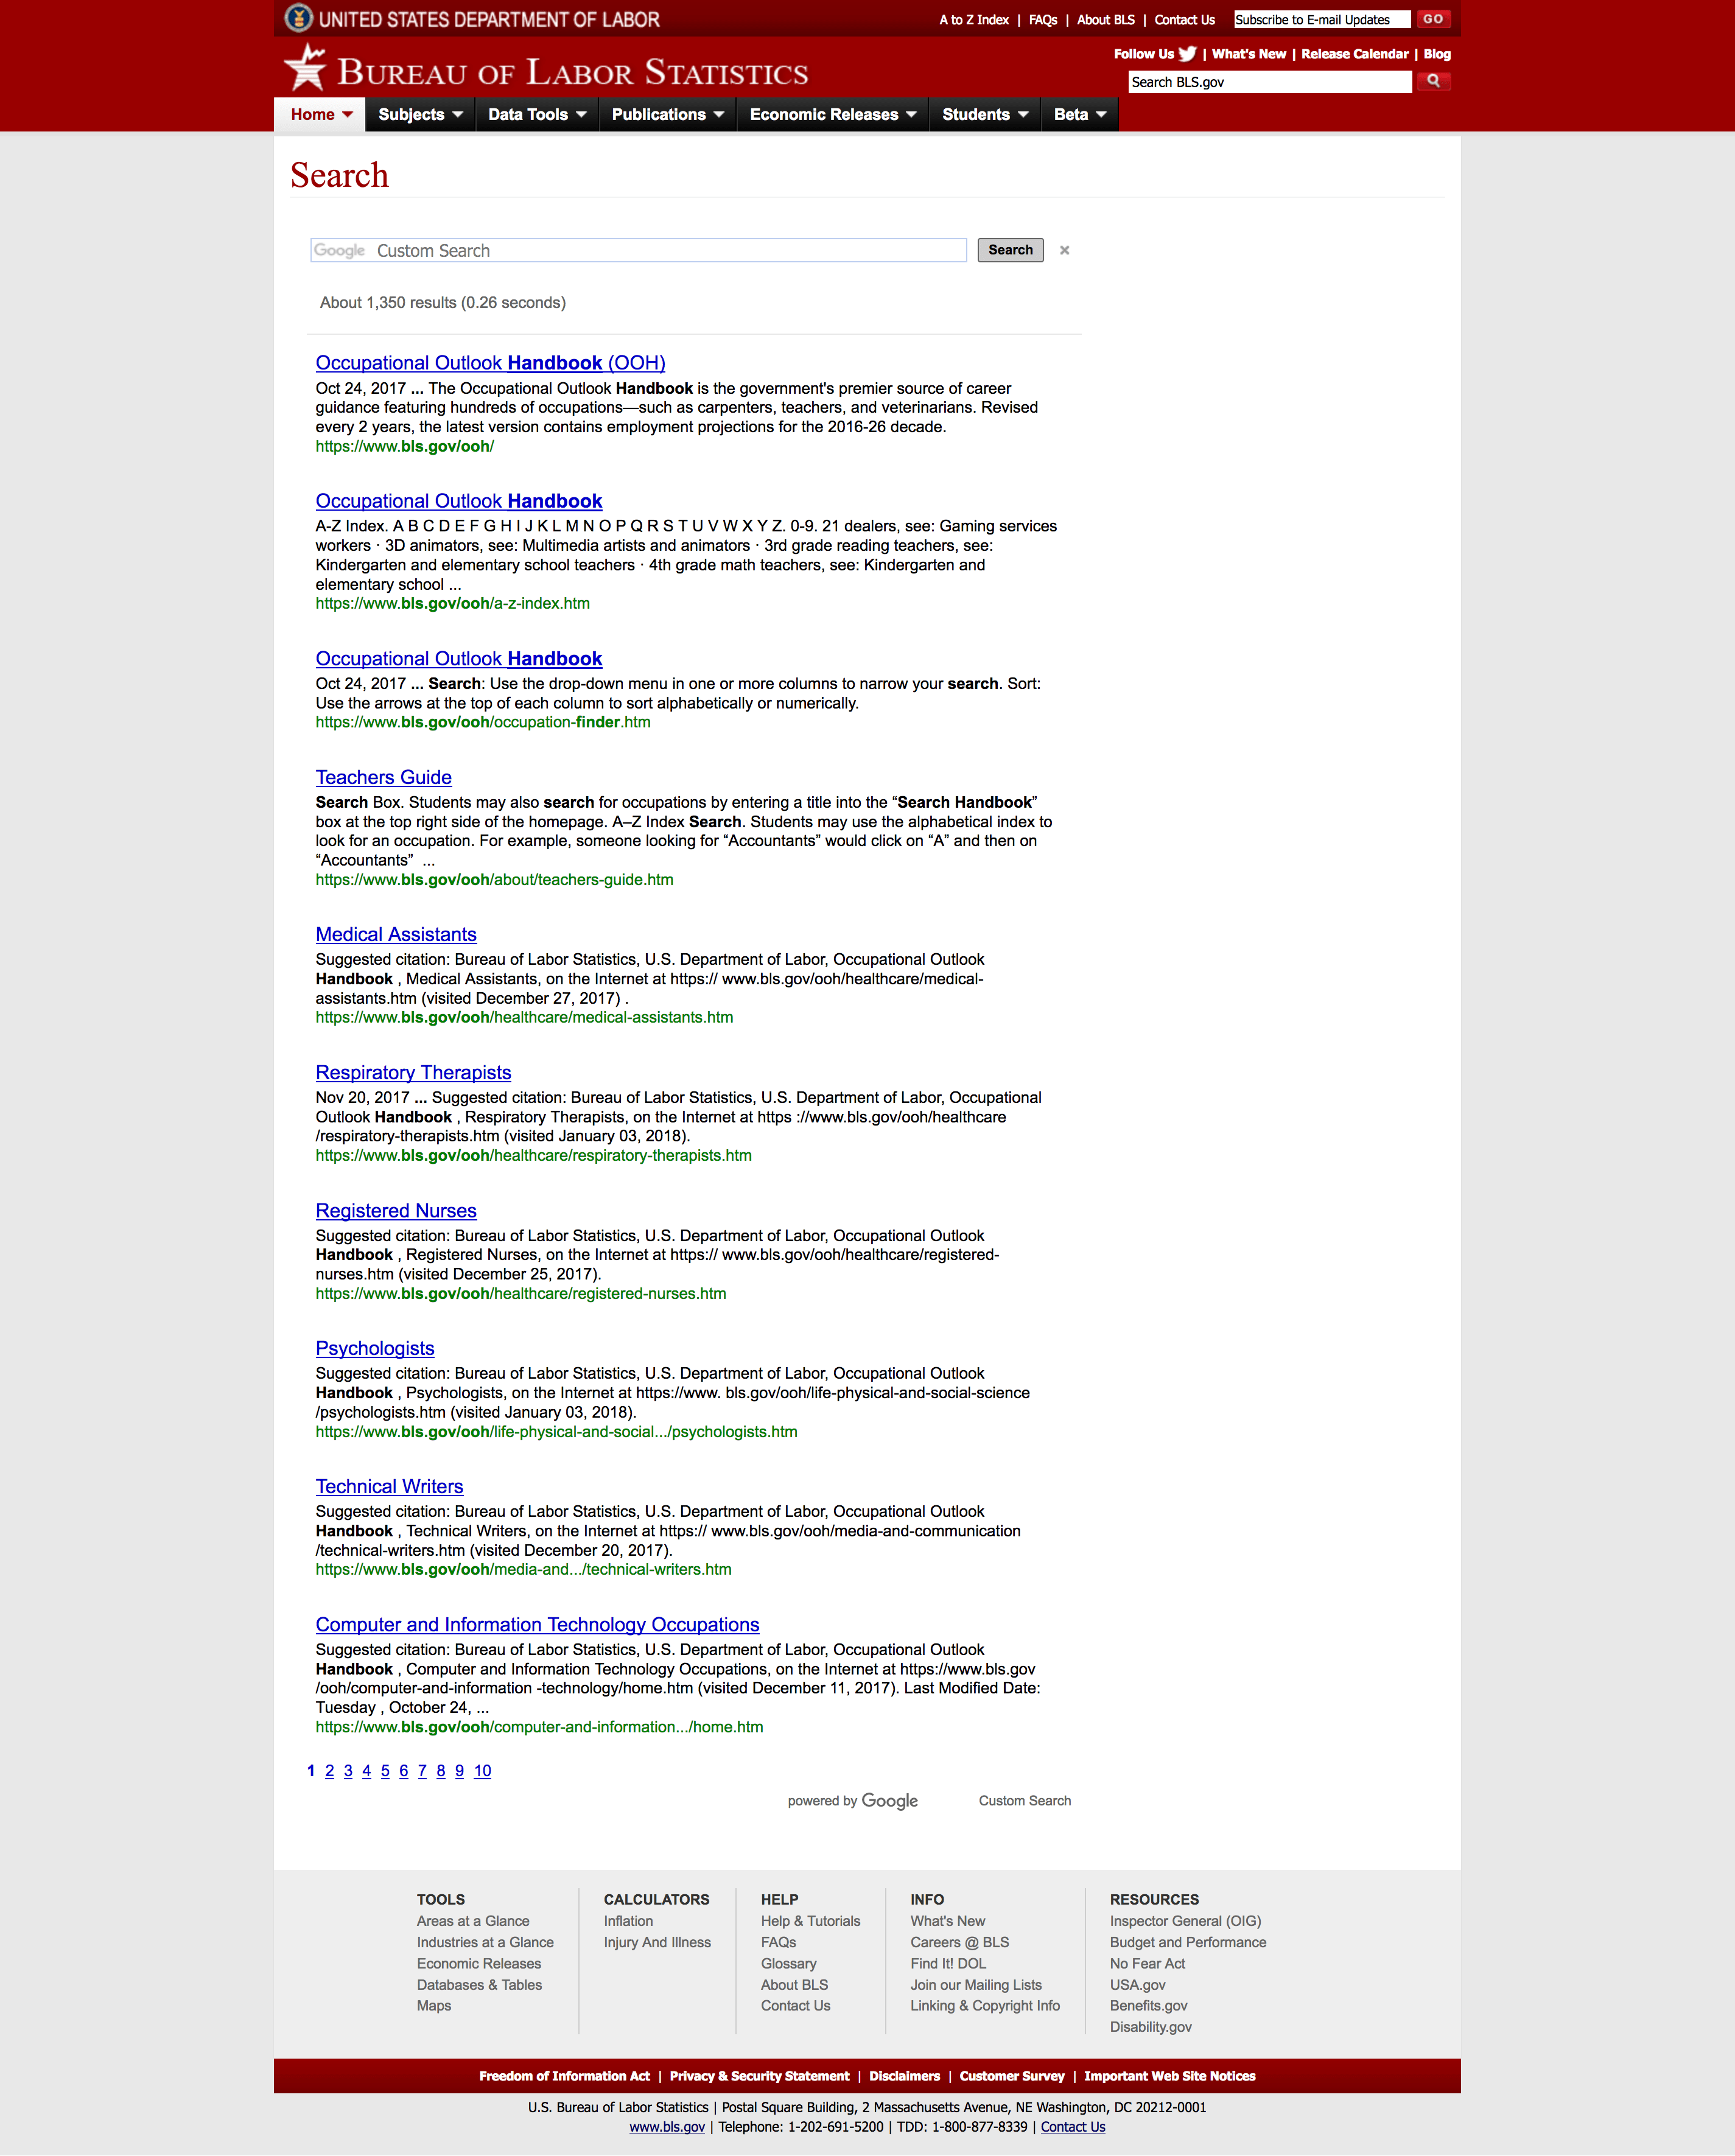 UNITED STATES DEPARTMENT OF LABOR
A to Z Index | FAQs | About BLS | Contact Us
Subscribe to E-mail Updates GO
BUREAU OF LABOR STATISTICS
Follow Us | What's New | Release Calendar | Blog
Search BLS.gov
Home Subjects Data Tools Publications Economic Releases Students Beta
Search
Google Custom Search
Search ×
About 1,350 results (0.26 seconds)
Occupational Outlook Handbook (OOH)
Oct 24, 2017 ... The Occupational Outlook Handbook is the government's premier source of career
guidance featuring hundreds of occupations—such as carpenters, teachers, and veterinarians. Revised
every 2 years, the latest version contains employment projections for the 2016-26 decade.
https://www.bls.gov/ooh/
Occupational Outlook Handbook
A-Z Index. A B C D E F G H I J K L M N O P Q R S T U V W X Y Z. 0-9. 21 dealers, see: Gaming services
workers · 3D animators, see: Multimedia artists and animators · 3rd grade reading teachers, see:
Kindergarten and elementary school teachers · 4th grade math teachers, see: Kindergarten and
elementary school ...
https://www.bls.gov/ooh/a-z-index.htm
Occupational Outlook Handbook
Oct 24, 2017 ... Search: Use the drop-down menu in one or more columns to narrow your search. Sort:
Use the arrows at the top of each column to sort alphabetically or numerically.
https://www.bls.gov/ooh/occupation-finder.htm
Teachers Guide
Search Box. Students may also search for occupations by entering a title into the “Search Handbook”
box at the top right side of the homepage. A–Z Index Search. Students may use the alphabetical index to
look for an occupation. For example, someone looking for “Accountants” would click on “A” and then on
“Accountants” ...
https://www.bls.gov/ooh/about/teachers-guide.htm
Medical Assistants
Suggested citation: Bureau of Labor Statistics, U.S. Department of Labor, Occupational Outlook
Handbook , Medical Assistants, on the Internet at https:// www.bls.gov/ooh/healthcare/medical-
assistants.htm (visited December 27, 2017) .
https://www.bls.gov/ooh/healthcare/medical-assistants.htm
Respiratory Therapists
Nov 20, 2017 ... Suggested citation: Bureau of Labor Statistics, U.S. Department of Labor, Occupational
Outlook Handbook , Respiratory Therapists, on the Internet at https ://www.bls.gov/ooh/healthcare
/respiratory-therapists.htm (visited January 03, 2018).
https://www.bls.gov/ooh/healthcare/respiratory-therapists.htm
Registered Nurses
Suggested citation: Bureau of Labor Statistics, U.S. Department of Labor, Occupational Outlook
Handbook , Registered Nurses, on the Internet at https:// www.bls.gov/ooh/healthcare/registered-
nurses.htm (visited December 25, 2017).
https://www.bls.gov/ooh/healthcare/registered-nurses.htm
Psychologists
Suggested citation: Bureau of Labor Statistics, U.S. Department of Labor, Occupational Outlook
Handbook , Psychologists, on the Internet at https://www. bls.gov/ooh/life-physical-and-social-science
/psychologists.htm (visited January 03, 2018).
https://www.bls.gov/ooh/life-physical-and-social.../psychologists.htm
Technical Writers
Suggested citation: Bureau of Labor Statistics, U.S. Department of Labor, Occupational Outlook
Handbook , Technical Writers, on the Internet at https:// www.bls.gov/ooh/media-and-communication
/technical-writers.htm (visited December 20, 2017).
https://www.bls.gov/ooh/media-and.../technical-writers.htm
Computer and Information Technology Occupations
Suggested citation: Bureau of Labor Statistics, U.S. Department of Labor, Occupational Outlook
Handbook , Computer and Information Technology Occupations, on the Internet at https://www.bls.gov
/ooh/computer-and-information -technology/home.htm (visited December 11, 2017). Last Modified Date:
Tuesday , October 24, ...
https://www.bls.gov/ooh/computer-and-information.../home.htm
1 2 3 4 5 6 7 8 9 10
powered by Google Custom Search
TOOLS
Areas at a Glance
Industries at a Glance
Economic Releases
Databases & Tables
Maps
CALCULATORS
Inflation
Injury And Illness
HELP
Help & Tutorials
FAQs
Glossary
About BLS
Contact Us
INFO
What's New
Careers @ BLS
Find It! DOL
Join our Mailing Lists
Linking & Copyright Info
RESOURCES
Inspector General (OIG)
Budget and Performance
No Fear Act
USA.gov
Benefits.gov
Disability.gov
Freedom of Information Act | Privacy & Security Statement | Disclaimers | Customer Survey | Important Web Site Notices
U.S. Bureau of Labor Statistics | Postal Square Building, 2 Massachusetts Avenue, NE Washington, DC 20212-0001
www.bls.gov | Telephone: 1-202-691-5200 | TDD: 1-800-877-8339 | Contact Us